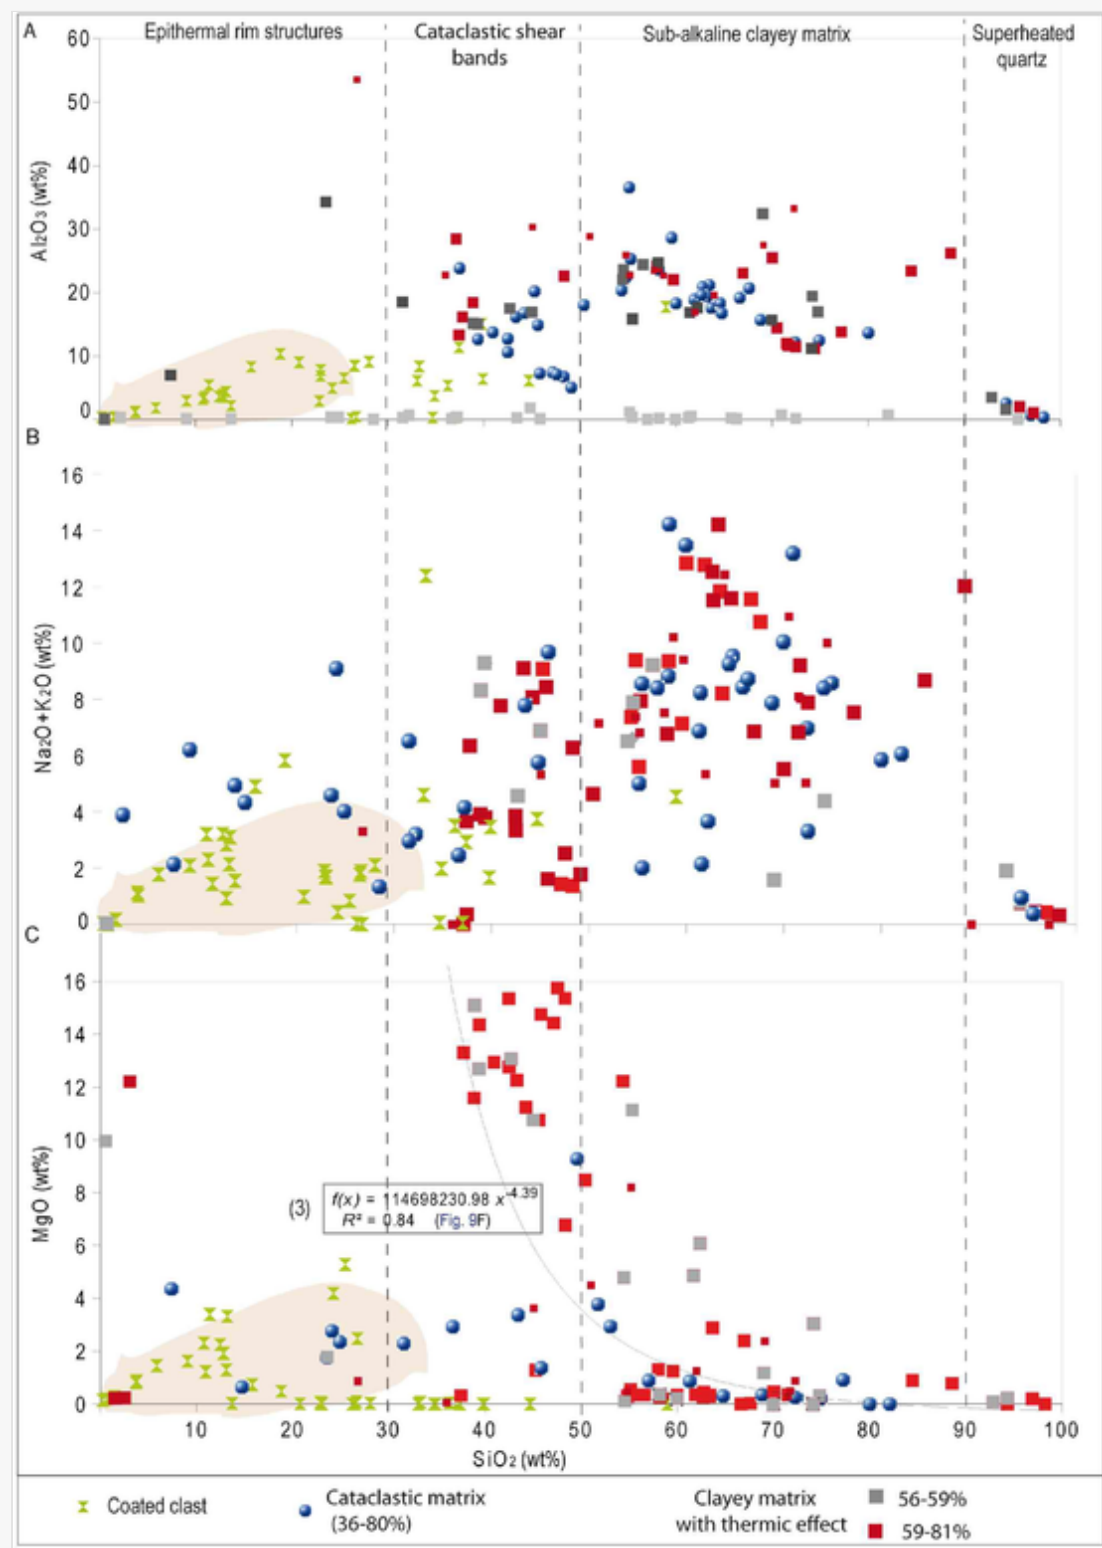 A
Epithermal rim structures
Cataclastic shear
bands
Sub-alkaline clayey matrix
Superheated
quartz
Al₂O₃ (wt%)
60
50
40
30
20
10
0
B
Na₂O+K₂O (wt%)
16
14
12
10
8
6
4
2
0
C
MgO (wt%)
16
14
12
10
8
6
4
2
0
(3)
f(x) = 114698230.98 x^-4.39
R² = 0.84 (Fig. 9F)
10 20 30 40 50 60 70 80 90 100
SiO₂ (wt%)
Coated clast
Cataclastic matrix
(36-80%)
Clayey matrix
with thermic effect
56-59%
59-81%